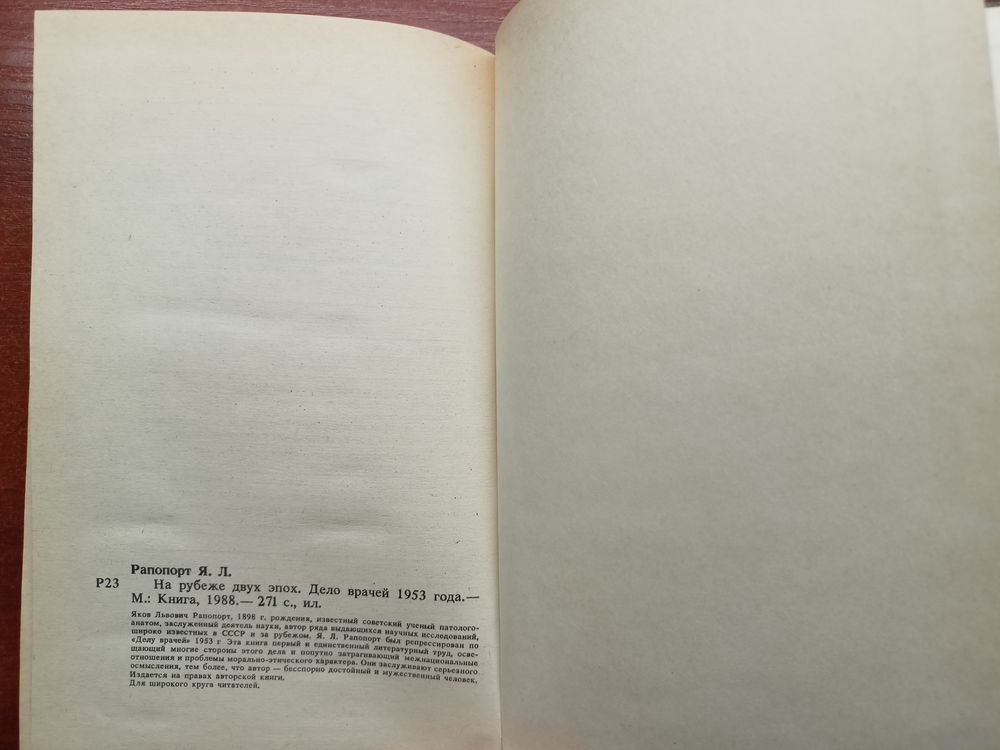 Рапопорт Я. Л.
Р23 На рубеже двух эпох. Дело врачей 1953 года.—
М.: Книга, 1988.— 271 с., ил.
Яков Львович Рапопорт, 1898 г. рождения, известный советский ученый патолого-
анатом, заслуженный деятель науки, автор ряда выдающихся научных исследований,
широко известных в СССР и за рубежом. Я. Л. Рапопорт был репрессирован по
«Делу врачей» 1953 г Эта книга первый и единственный литературный труд, осве-
щающий многие стороны этого дела и попутно затрагивающий межнациональные
отношения и проблемы морально-этического характера. Они заслуживают серьезного
осмысления, тем более, что автор — бесспорно достойный и мужественный человек.
Издается на правах авторской книги.
Для широкого круга читателей.